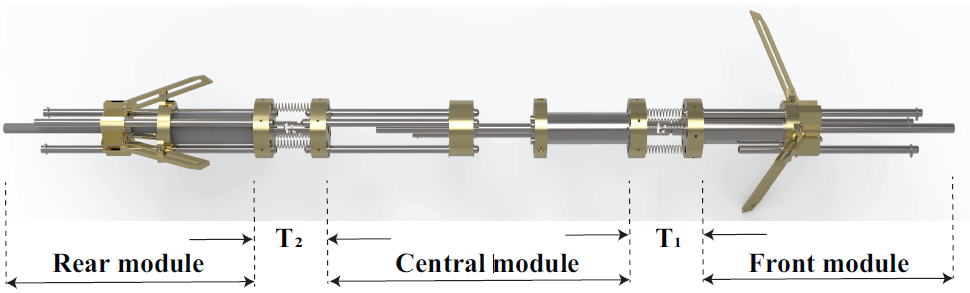 T₂
T₁
Rear module
Central module
Front module